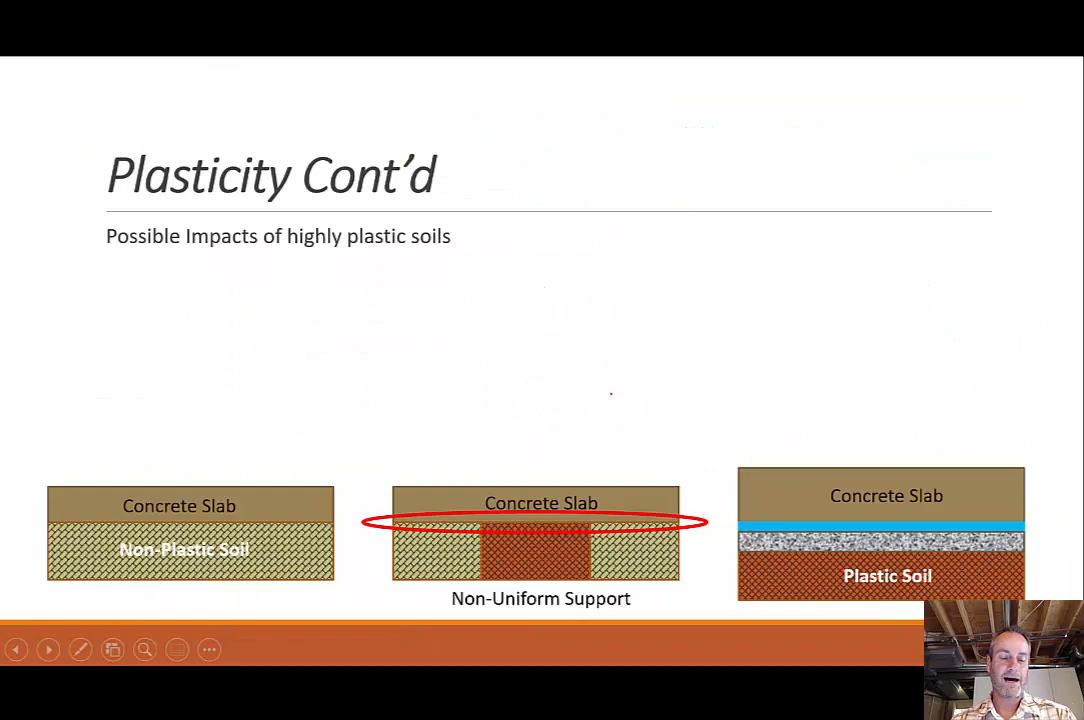 Plasticity Cont'd
Possible Impacts of highly plastic soils
Concrete Slab
Non-Plastic Soil
Concrete Slab
Non-Uniform Support
Concrete Slab
Plastic Soil